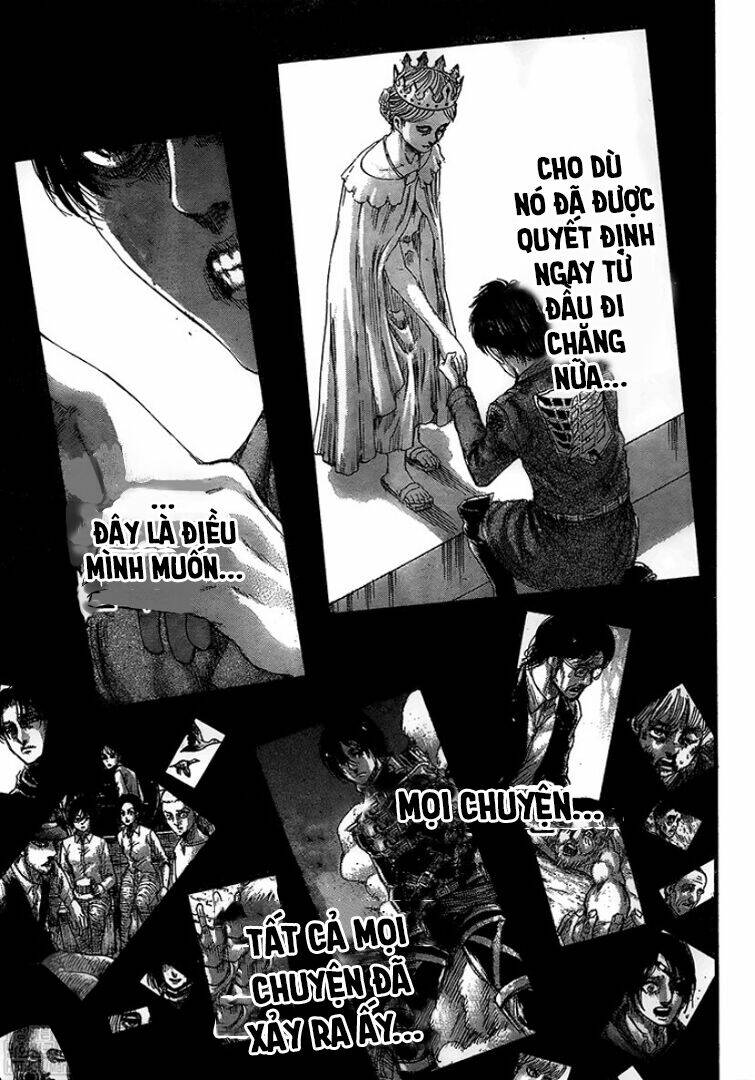 CHO DÙ
NÓ ĐÃ ĐƯỢC
QUYẾT ĐỊNH
NGAY TỪ
ĐẦU ĐI
CHĂNG
NỮA...
...
ĐÂY LÀ ĐIỀU
MÌNH MUỐN...
MỌI CHUYỆN...
TẤT CẢ MỌI
CHUYỆN ĐÃ
XẢY RA ẤY...